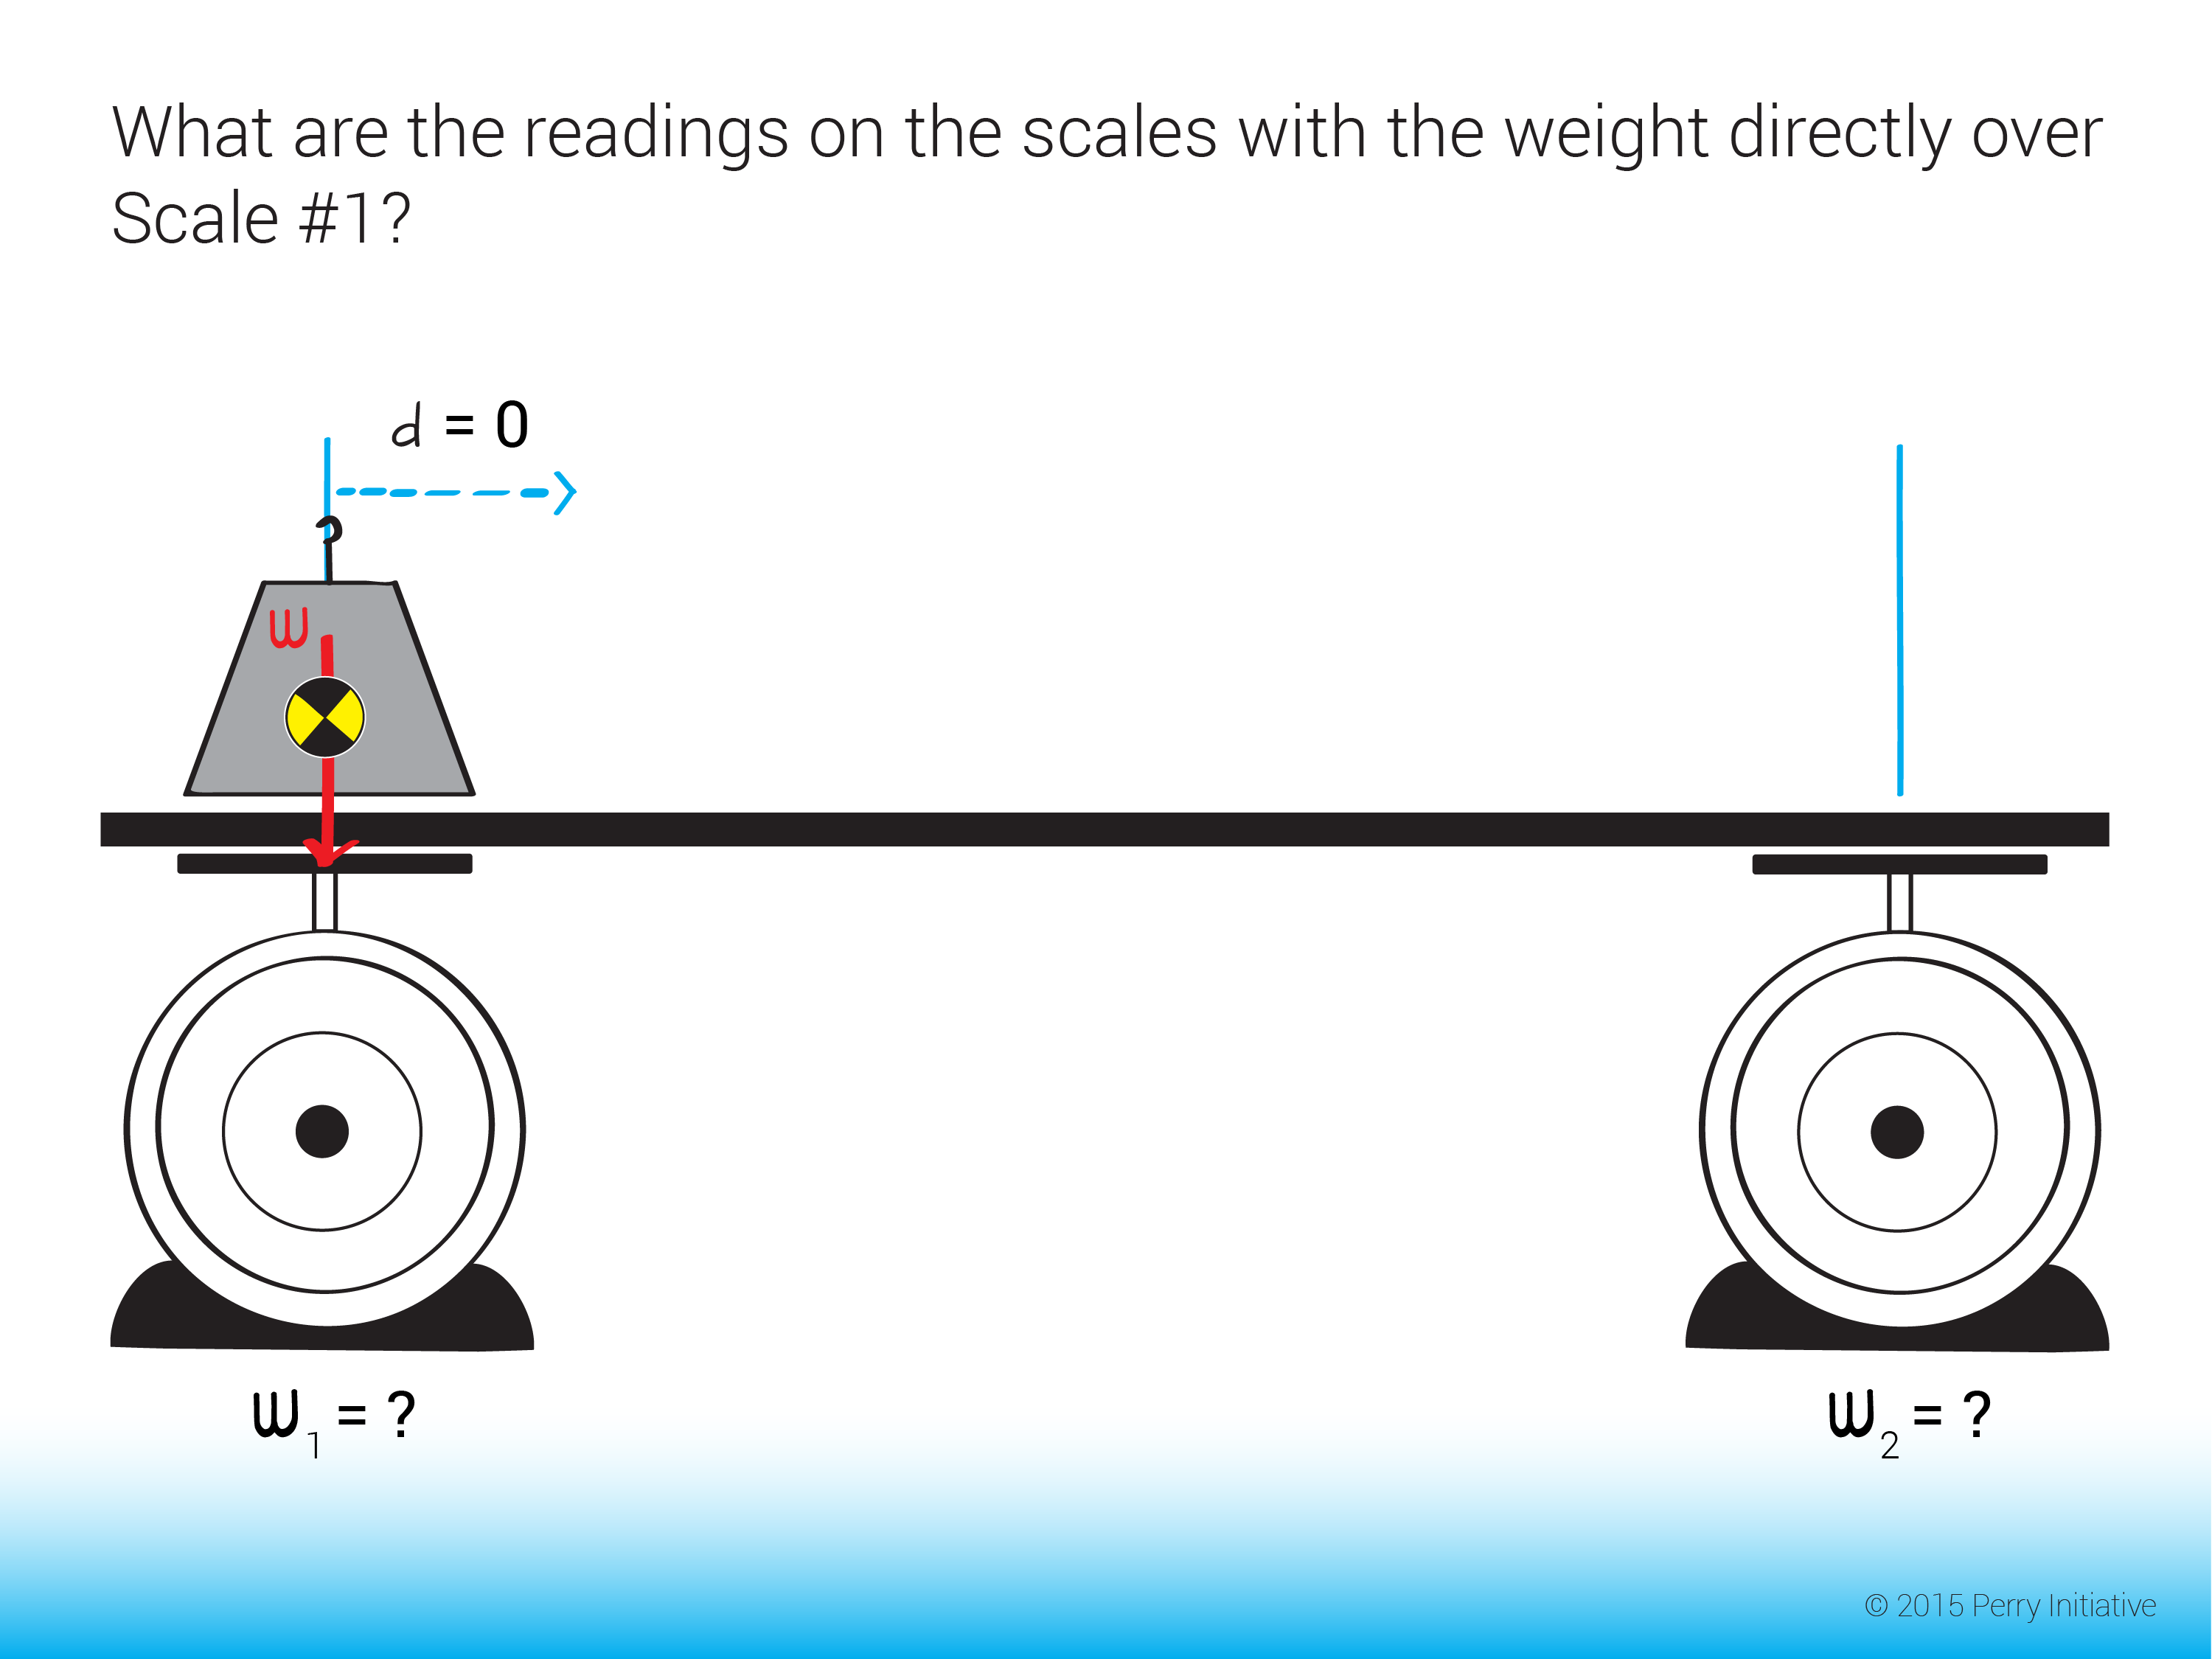 What are the readings on the scales with the weight directly over
Scale #1?
d = 0
W
W1 = ?
W2 = ?
© 2015 Perry Initiative